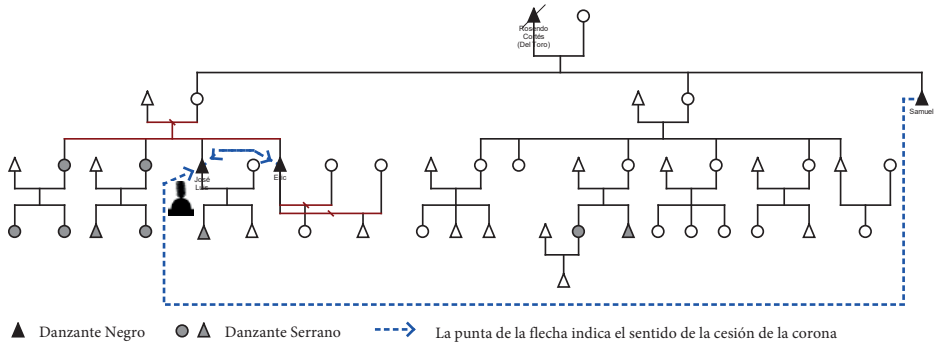 Rosendo
Cortés
(Del Toro)
Samuel
José
Luis
Eric
Danzante Negro
Danzante Serrano
La punta de la flecha indica el sentido de la cesión de la corona